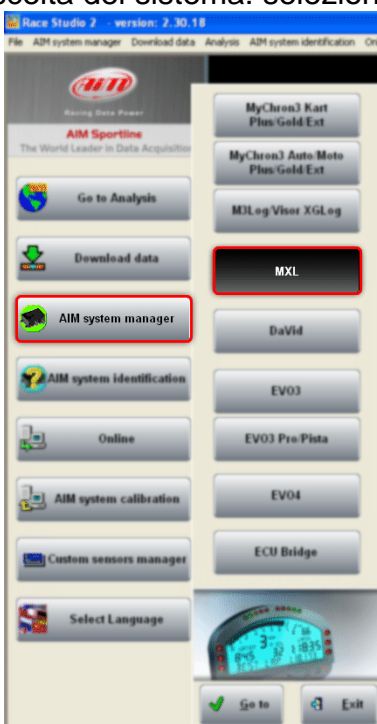 scelta del sistema: selezion
Race Studio 2 - version: 2.30.18
File AIM system manager Download data Analysis AIM system identification On
AIM
Racing Data Power
AIM Sportline
The World Leader in Data Acquisition
Go to Analysis
Download data
AIM system manager
AIM system identification
Online
AIM system calibration
Custom sensors manager
Select Language
MyChron3 Kart
Plus/Gold/Ext
MyChron3 Auto/Moto
Plus/Gold/Ext
M3Log/Visor XGLog
MXL
DaVid
EVO3
EVO3 Pro/Pista
EVO4
ECU Bridge
Go to
Exit